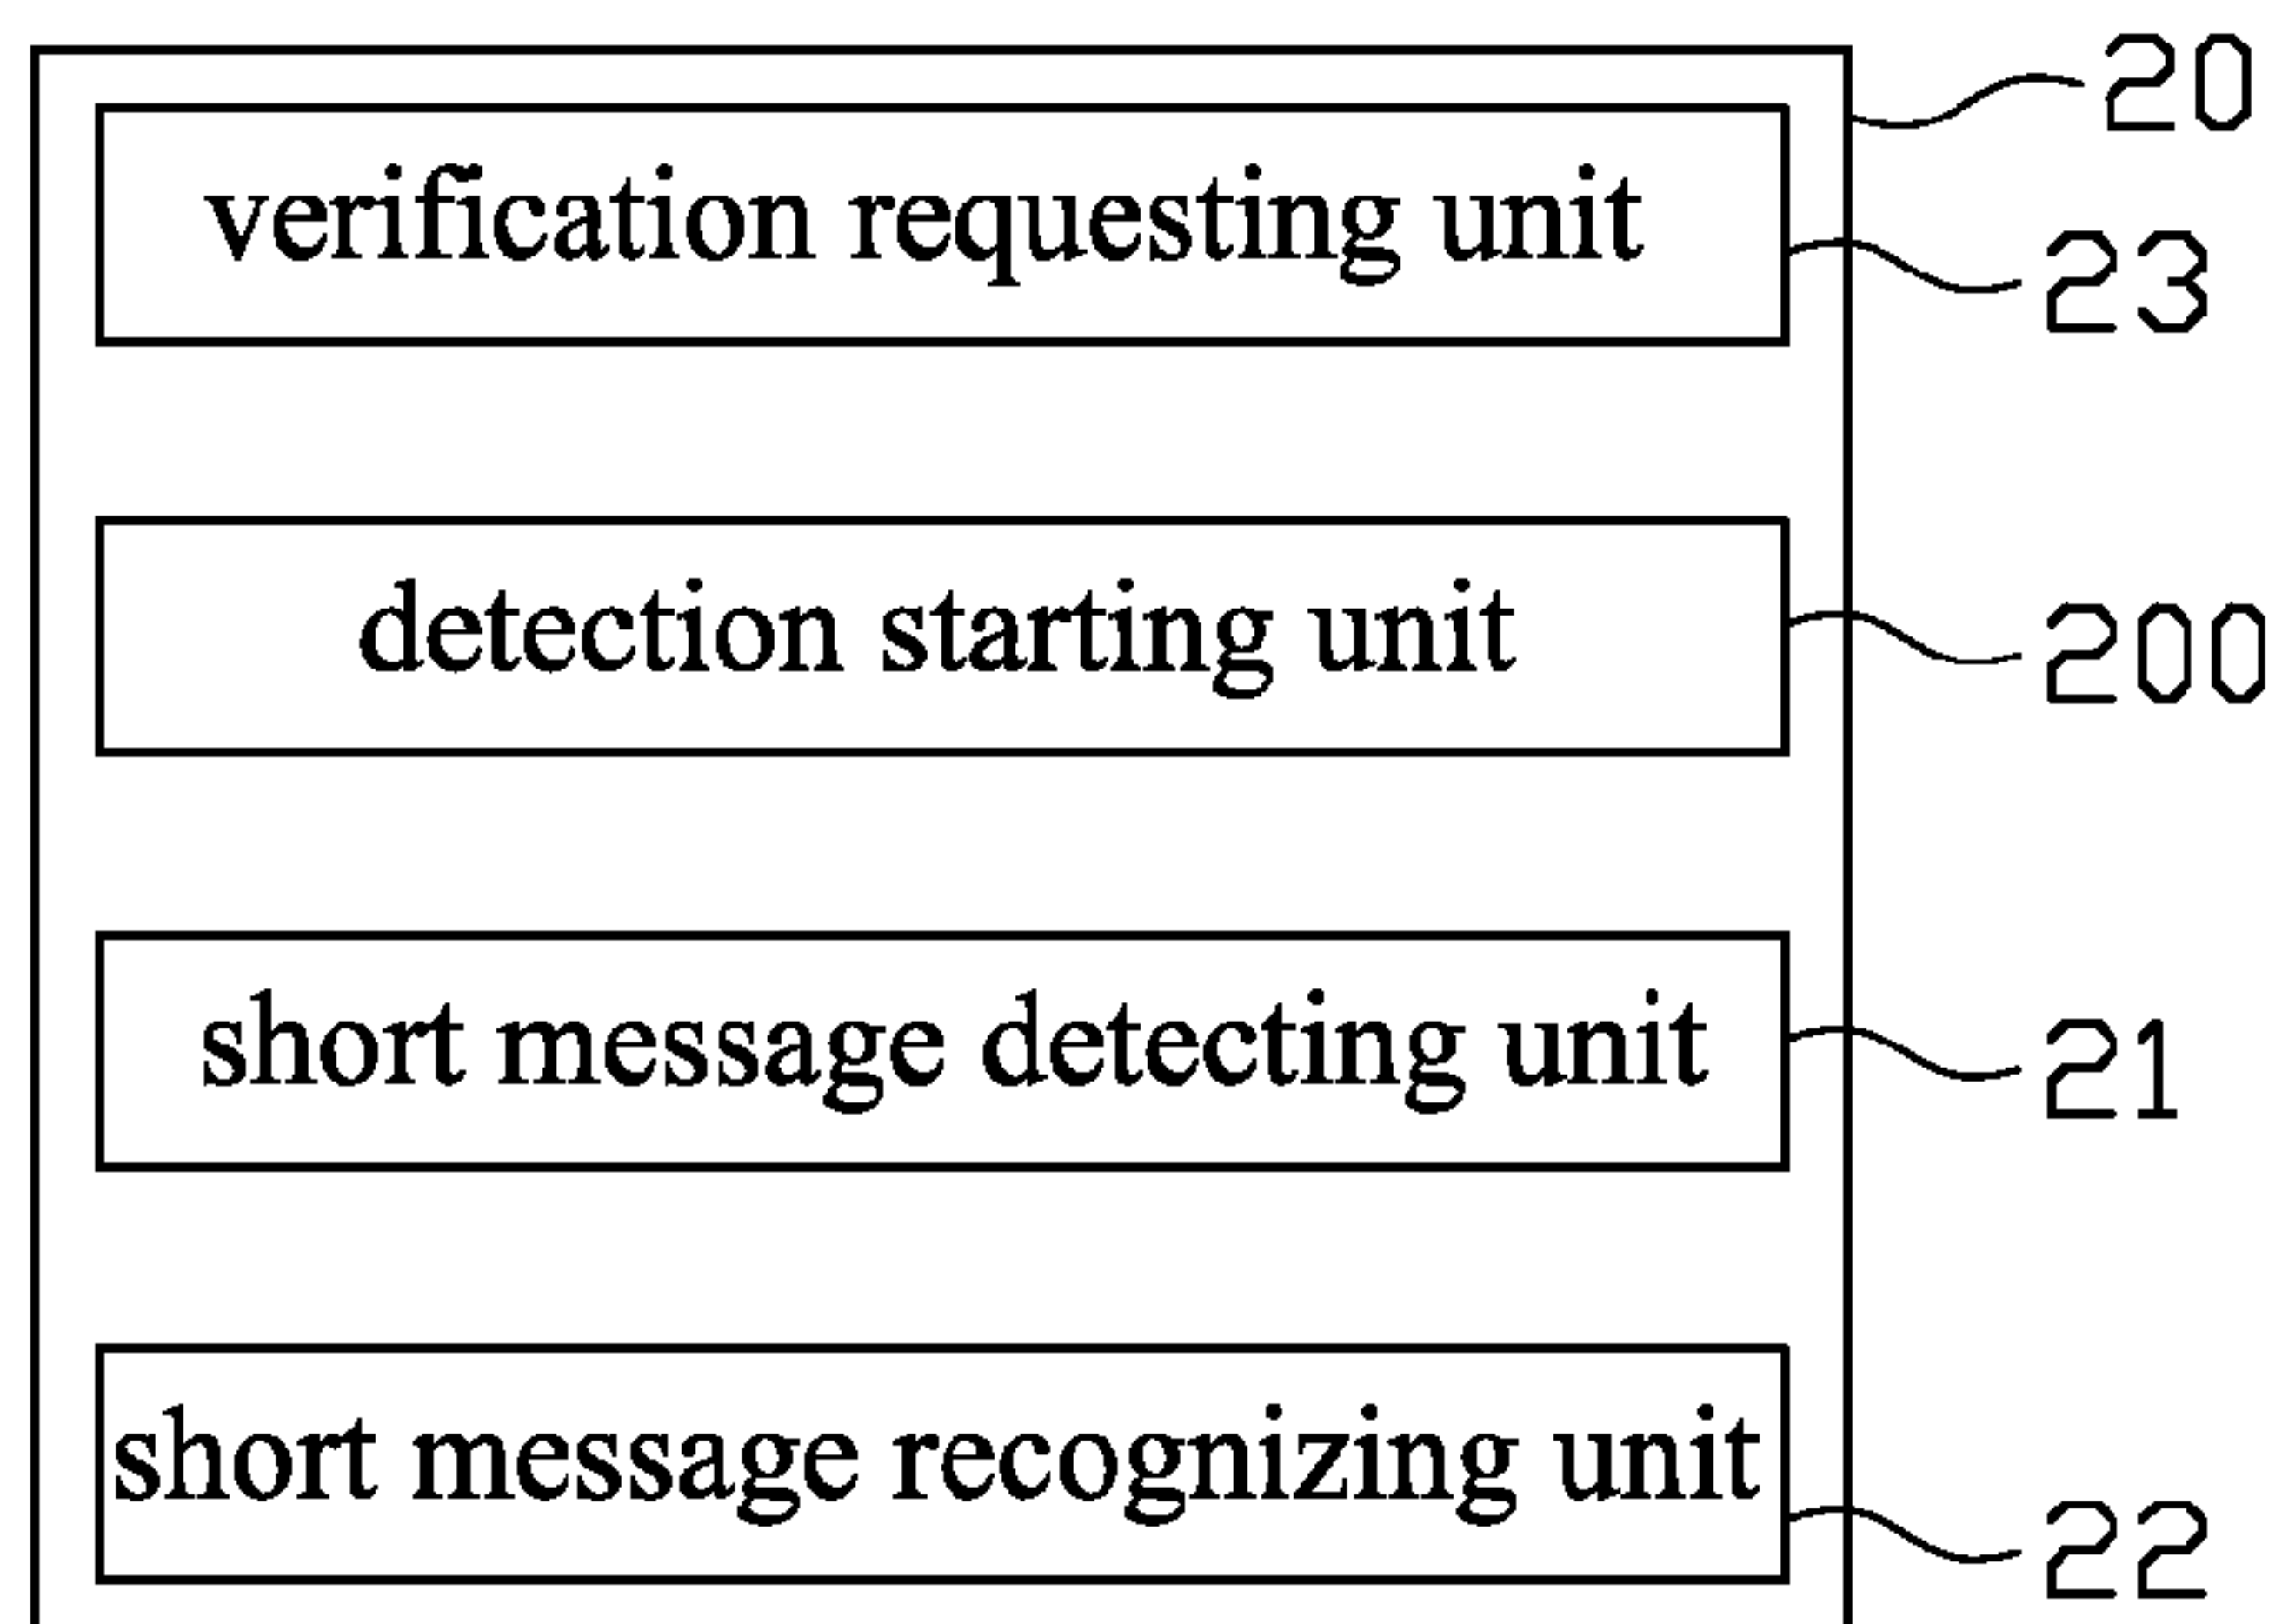 20
verification requesting unit
23
detection starting unit
200
short message detecting unit
21
short message recognizing unit
22